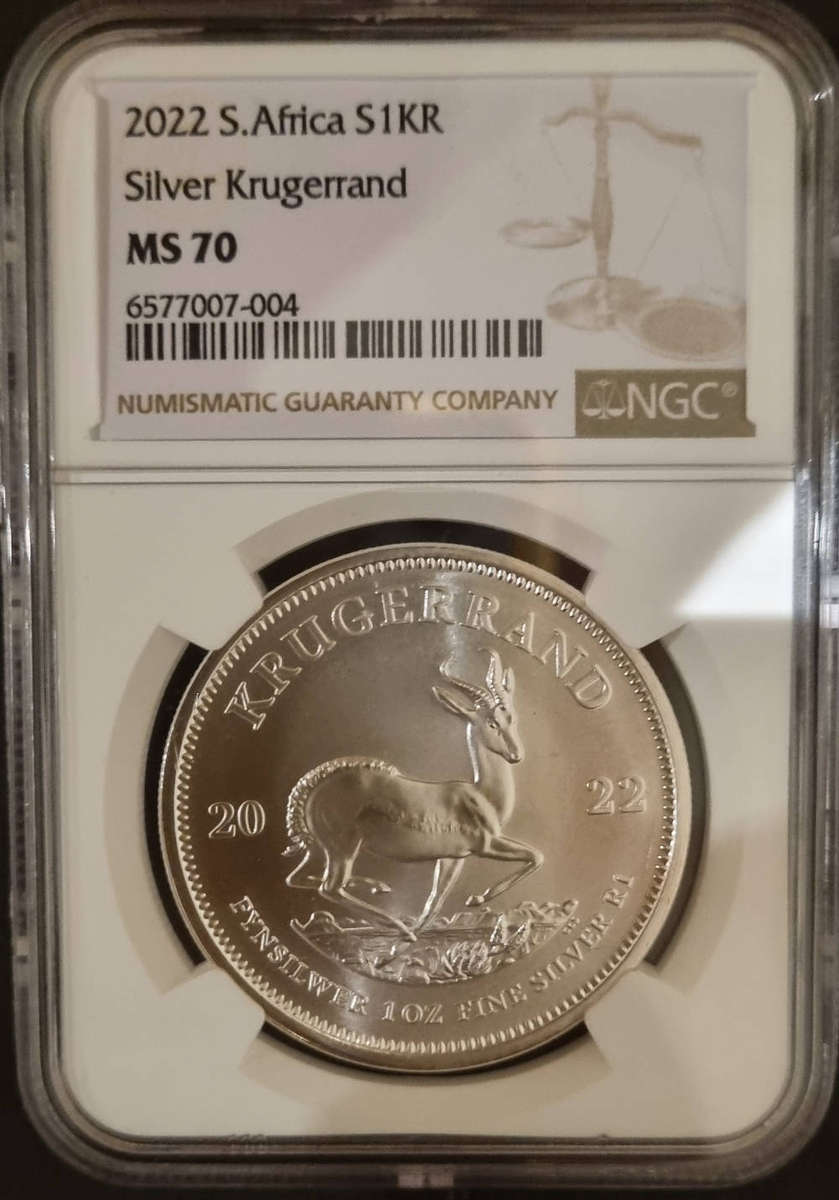 2022 S.Africa S1KR
Silver Krugerrand
MS 70
6577007-004
NUMISMATIC GUARANTY COMPANY
NGC®
KRUGERRAND
20 22
FYNSILWER 1OZ FINE SILVER R1